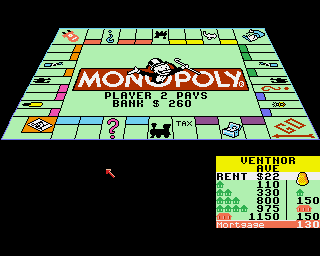 MONOPOLY
PLAYER 2 PAYS
BANK $ 260
TAX
GO
VENTNOR
AVE
RENT $22
110
330
800 150
975
1150 150
Mortgage 130